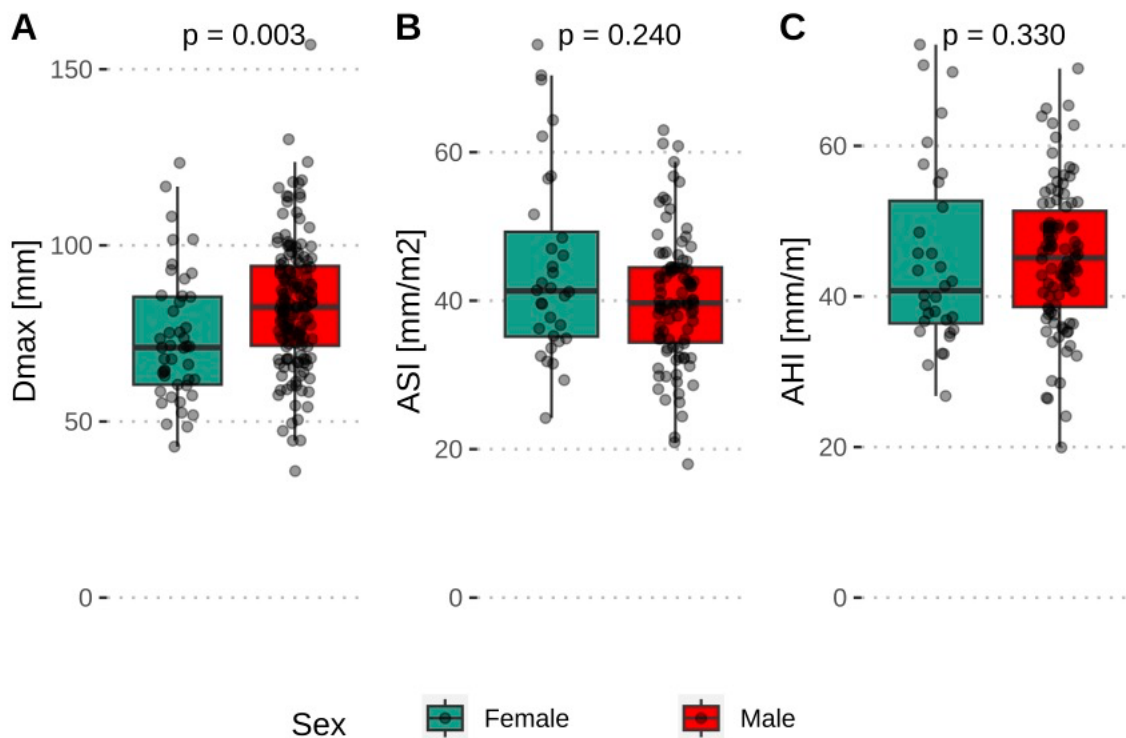 A
p = 0.003
Dmax [mm]
150
100
50
0
B
p = 0.240
ASI [mm/m2]
60
40
20
0
C
p = 0.330
AHI [mm/m]
60
40
20
0
Sex
Female
Male